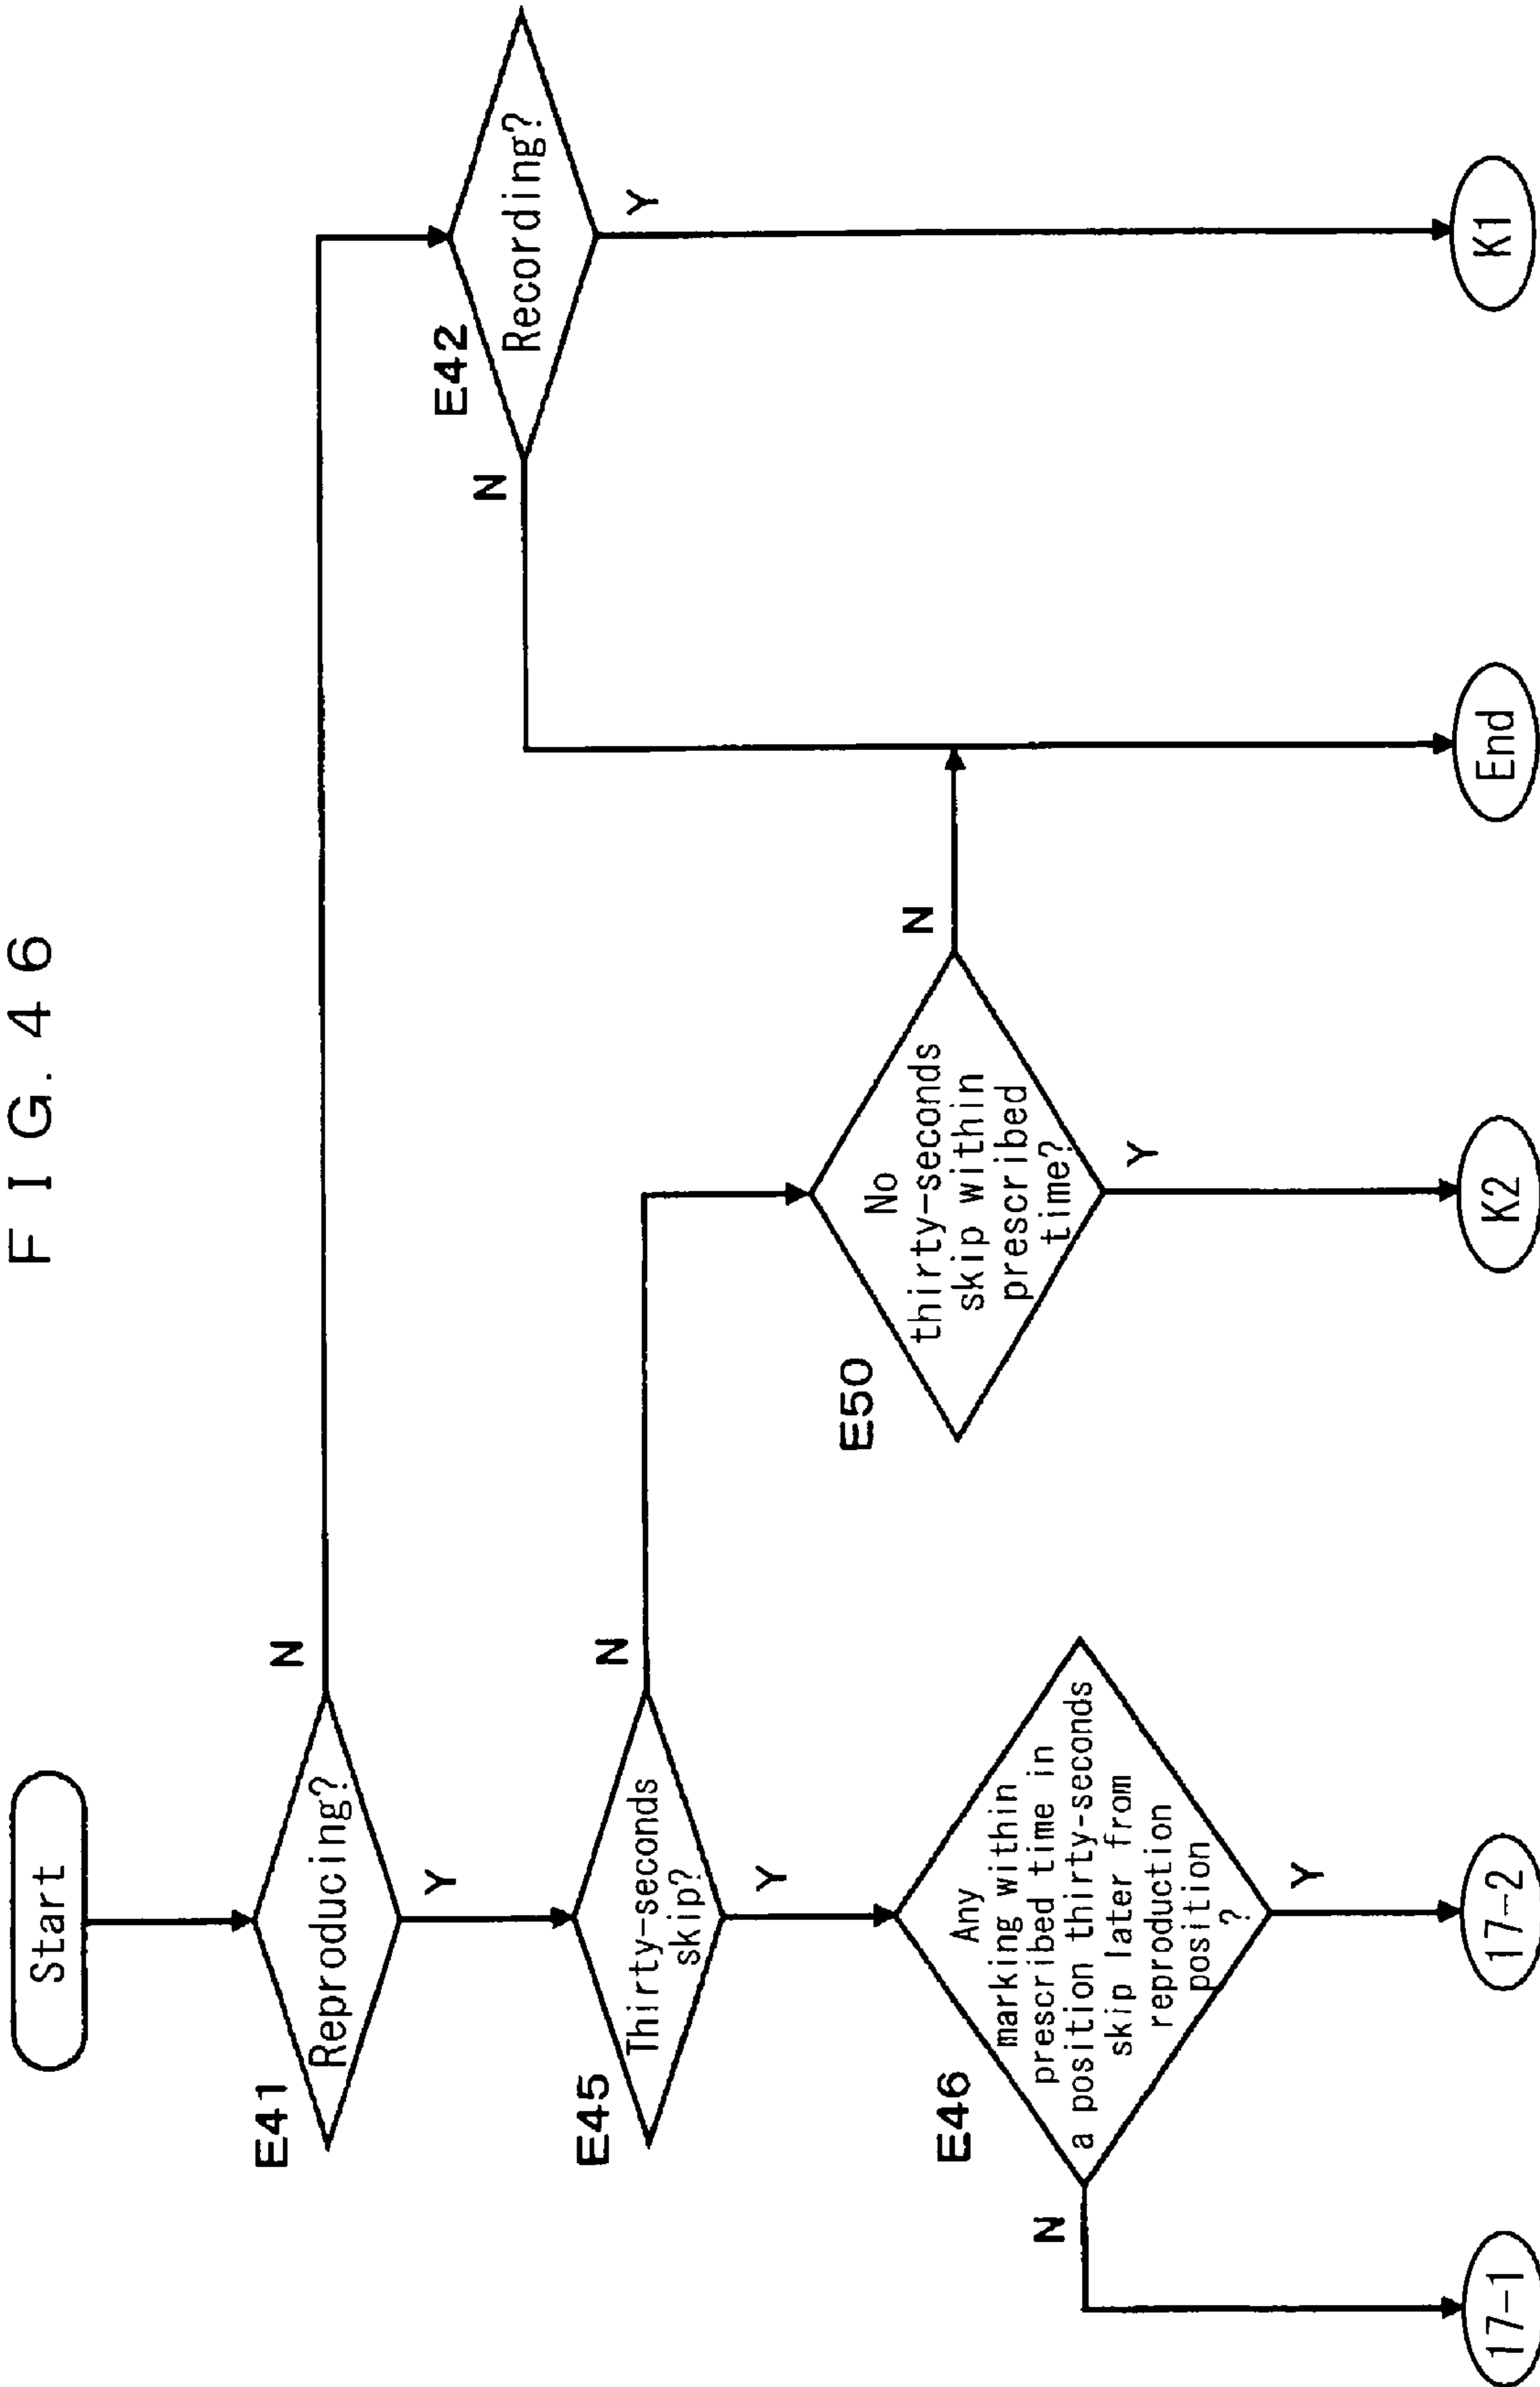 F I G. 4 6
Start
E41
Reproducing?
N
Y
E42
Recording?
N
Y
E45
Thirty-seconds
skip?
N
Y
E50
No
thirty-seconds
skip within
prescribed
time?
N
Y
E46
Any
marking within
prescribed time in
a position thirty-seconds
skip later from
reproduction
position
?
N
Y
17-1
17-2
K2
End
K1